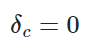 δ_c = 0